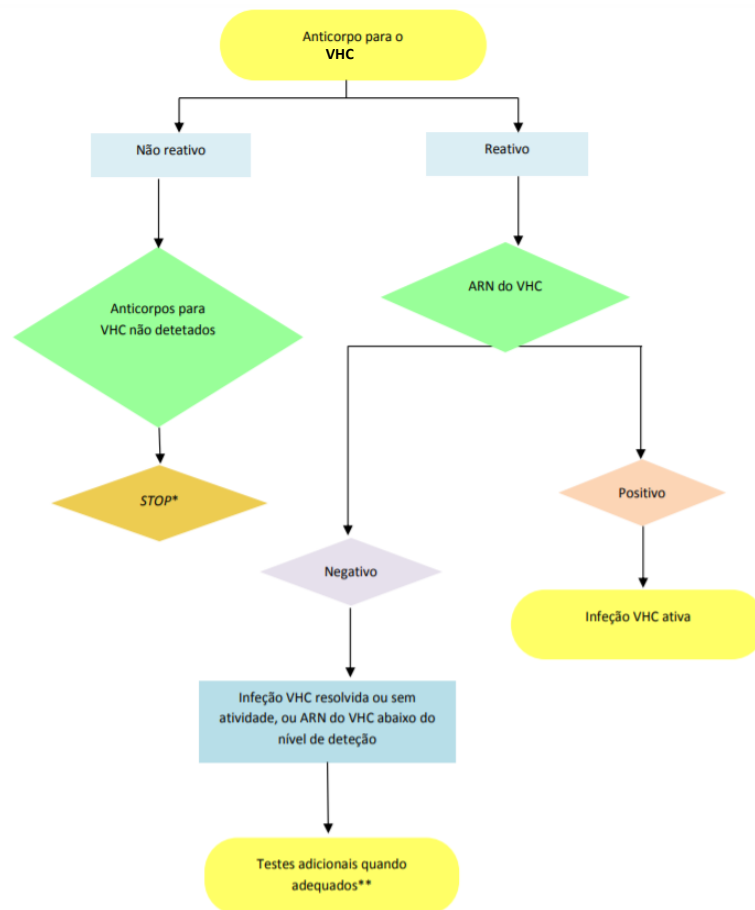 Anticorpo para o
VHC
Não reativo
Reativo
Anticorpos para
VHC não detetados
ARN do VHC
STOP*
Positivo
Negativo
Infeção VHC ativa
Infeção VHC resolvida ou sem
atividade, ou ARN do VHC abaixo do
nível de deteção
Testes adicionais quando
adequados**